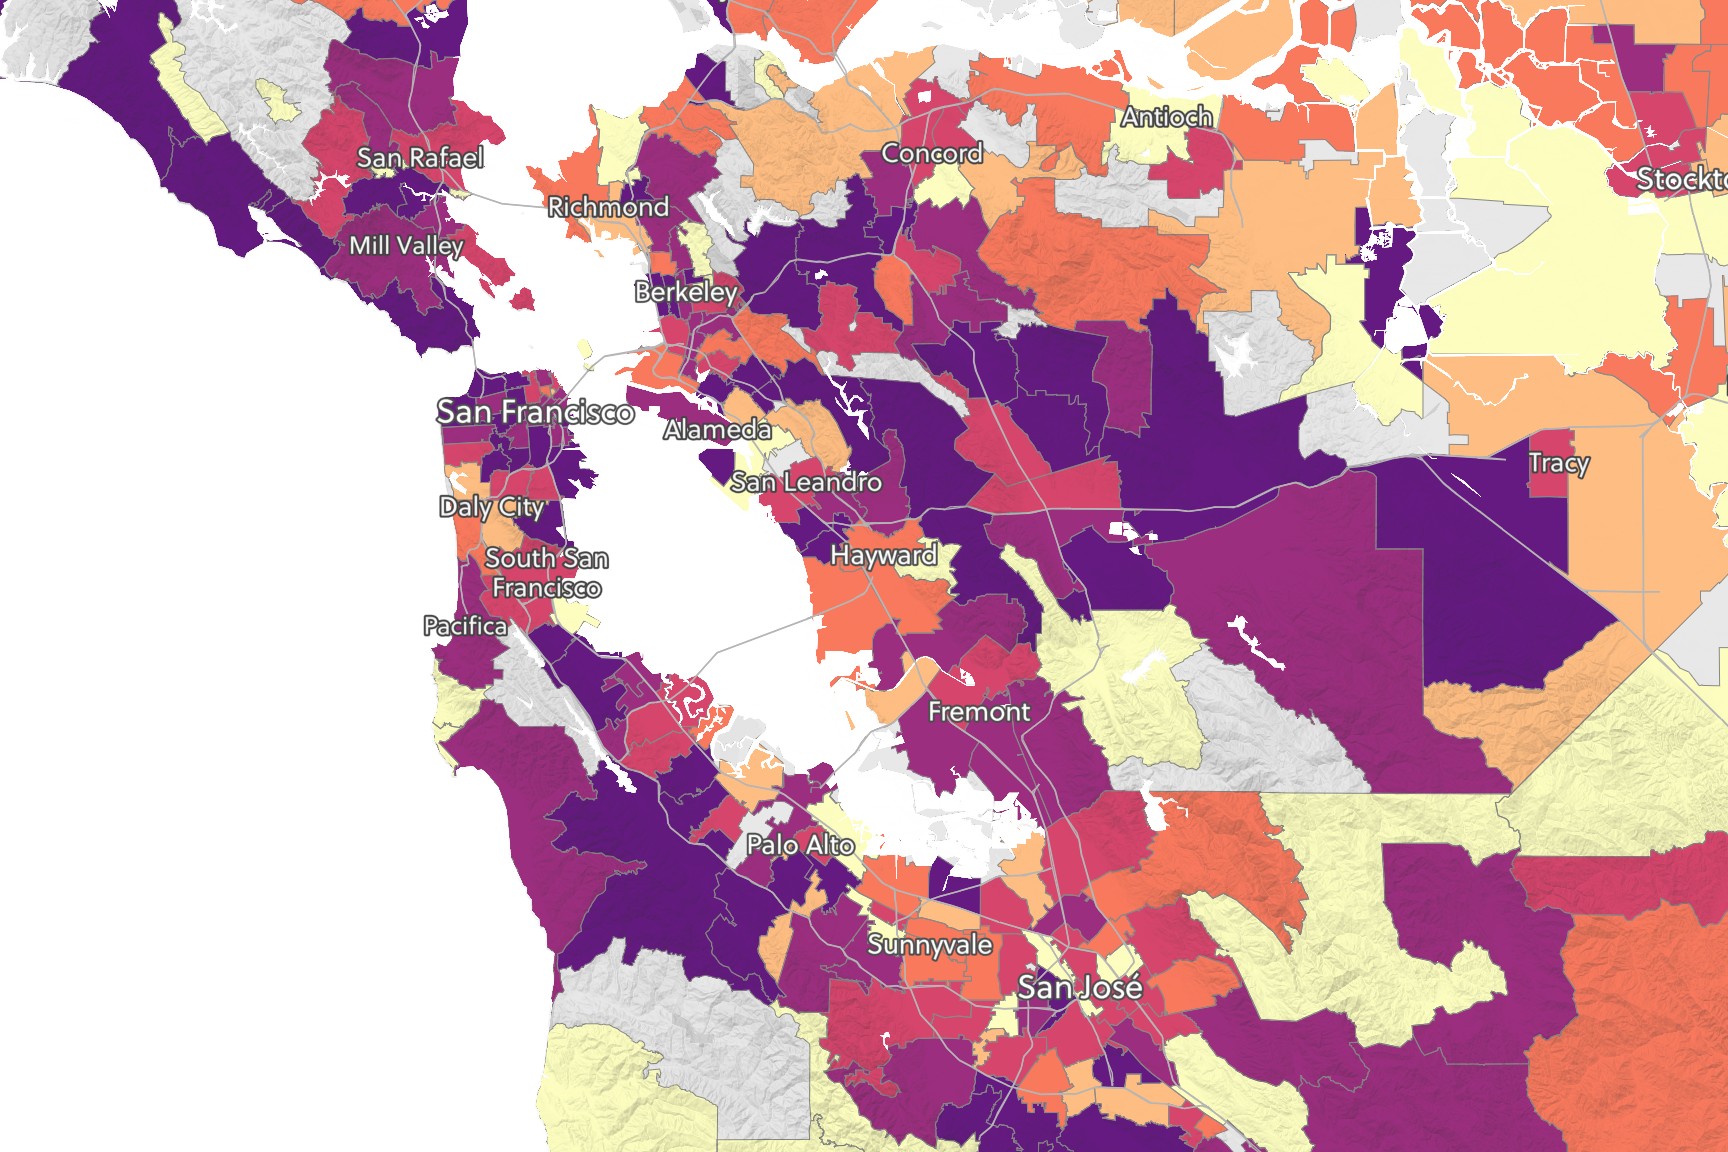 Antioch
Concord
San Rafael
Stockto
Richmond
Mill Valley
Berkeley
San Francisco
Alameda
Tracy
San Leandro
Daly City
Hayward
South San
Francisco
Pacifica
Fremont
Palo Alto
Sunnyvale
San José